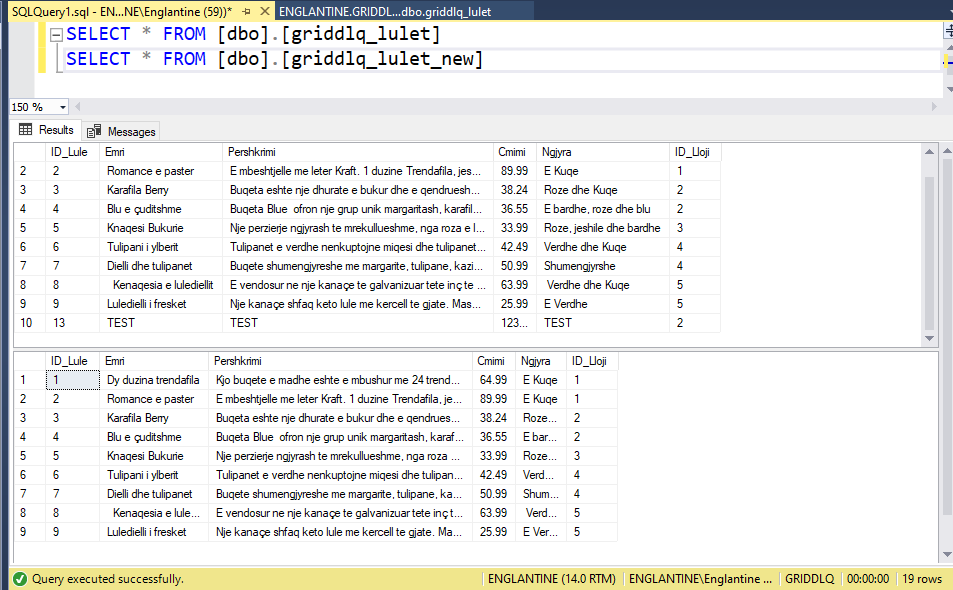 SQLQuery1.sql - EN...NE\Englantine (59))* ENGLANTINE.GRIDDL...dbo.griddlq_lulet
SELECT * FROM [dbo].[griddlq_lulet]
SELECT * FROM [dbo].[griddlq_lulet_new]
150 %
Results Messages
ID_Lule Emri Pershkrimi Cmimi Ngjyra ID_Lloji
2 2 Romance e paster E mbeshtjelle me leter Kraft. 1 duzine Trendafila, jes... 89.99 E Kuqe 1
3 3 Karafila Berry Buqeta eshte nje dhurate e bukur dhe e qendruesh... 38.24 Roze dhe Kuqe 2
4 4 Blu e çuditshme Buqeta Blue ofron nje grup unik margaritash, karafil... 36.55 E bardhe, roze dhe blu 2
5 5 Knaqesi Bukurie Nje perzierje ngjyrash te mrekullueshme, nga roza e l... 33.99 Roze, jeshile dhe bardhe 3
6 6 Tulipani i ylberit Tulipanet e verdhe nenkuptojne miqesi dhe tulipanet... 42.49 Verdhe dhe Kuqe 4
7 7 Dielli dhe tulipanet Buqete shumengjyreshe me margarite, tulipane, kazi... 50.99 Shumengjyrshe 4
8 8 Kenaqesia e lulediellit E vendosur ne nje kanaçe te galvanizuar tete inç te ... 63.99 Verdhe dhe Kuqe 5
9 9 Luledielli i fresket Nje kanaçe shfaq keto lule me kercell te gjate. Mas... 25.99 E Verdhe 5
10 13 TEST TEST 123... TEST 2
ID_Lule Emri Pershkrimi Cmimi Ngjyra ID_Lloji
1 1 Dy duzina trendafila Kjo buqete e madhe eshte e mbushur me 24 trend... 64.99 E Kuqe 1
2 2 Romance e paster E mbeshtjelle me leter Kraft. 1 duzine Trendafila, je... 89.99 E Kuqe 1
3 3 Karafila Berry Buqeta eshte nje dhurate e bukur dhe e qendrues... 38.24 Roze... 2
4 4 Blu e çuditshme Buqeta Blue ofron nje grup unik margaritash, karaf... 36.55 E bar... 2
5 5 Knaqesi Bukurie Nje perzierje ngjyrash te mrekullueshme, nga roza ... 33.99 Roze... 3
6 6 Tulipani i ylberit Tulipanet e verdhe nenkuptojne miqesi dhe tulipan... 42.49 Verd... 4
7 7 Dielli dhe tulipanet Buqete shumengjyreshe me margarite, tulipane, ka... 50.99 Shum... 4
8 8 Kenaqesia e lule... E vendosur ne nje kanaçe te galvanizuar tete inç t... 63.99 Verd... 5
9 9 Luledielli i fresket Nje kanaçe shfaq keto lule me kercell te gjate. Ma... 25.99 E Ver... 5
Query executed successfully. ENGLANTINE (14.0 RTM) ENGLANTINE\Englantine ... GRIDDLQ 00:00:00 19 rows